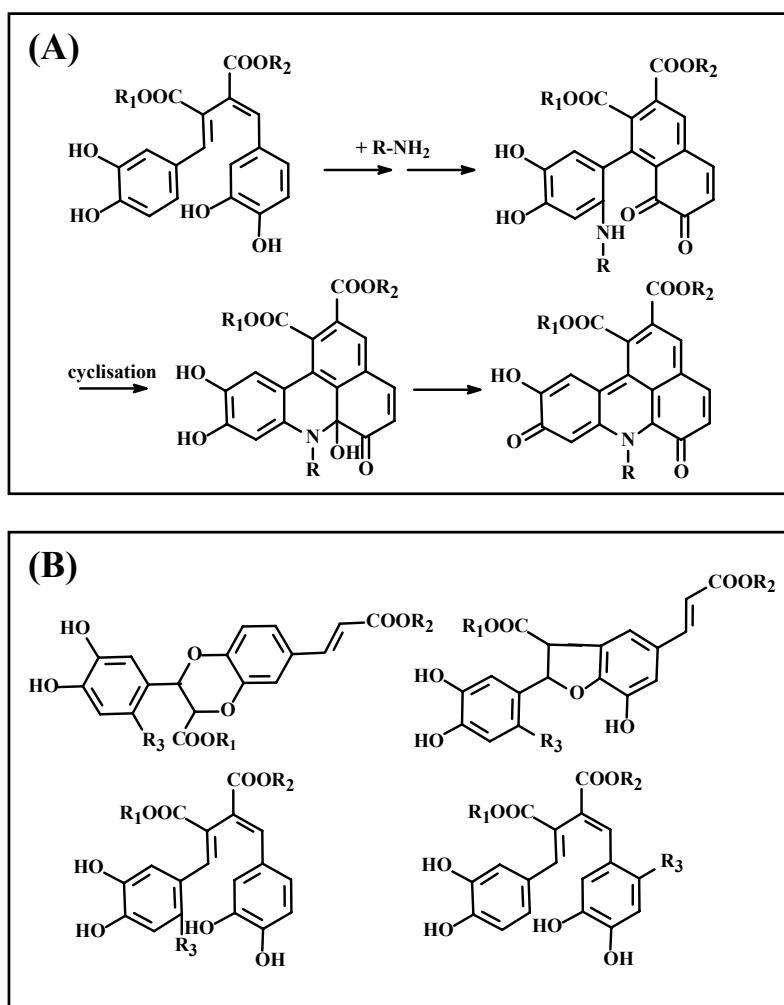 (A)
COOR₂
R₁OOC
HO
HO
HO
OH
+ R-NH₂
COOR₂
R₁OOC
HO
HO
O
O
NH
R
cyclisation
COOR₂
R₁OOC
HO
HO
N
OH
O
R
COOR₂
R₁OOC
HO
O
N
O
R
(B)
HO
HO
O
O
R₃
COOR₁
COOR₂
COOR₂
R₁OOC
HO
HO
O
HO
R₃
COOR₂
R₁OOC
HO
HO
R₃
HO
OH
COOR₂
R₁OOC
HO
HO
R₃
HO
OH